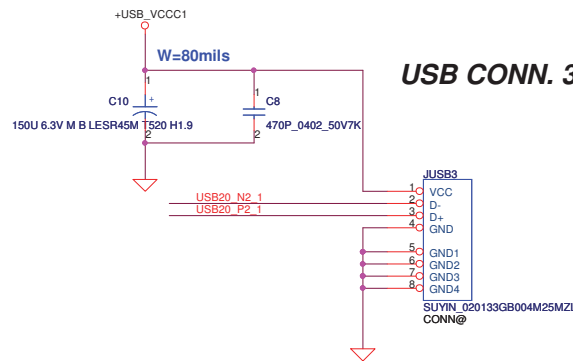 +USB_VCCC1
W=80mils
USB CONN. 3
1
C10
+
150U 6.3V M B LESR45M T520 H1.9
2
1
C8
2
470P_0402_50V7K
JUSB3
1 VCC
USB20_N2_1 2 D-
USB20_P2_1 3 D+
4 GND
5 GND1
6 GND2
7 GND3
8 GND4
SUYIN_020133GB004M25MZL
CONN@